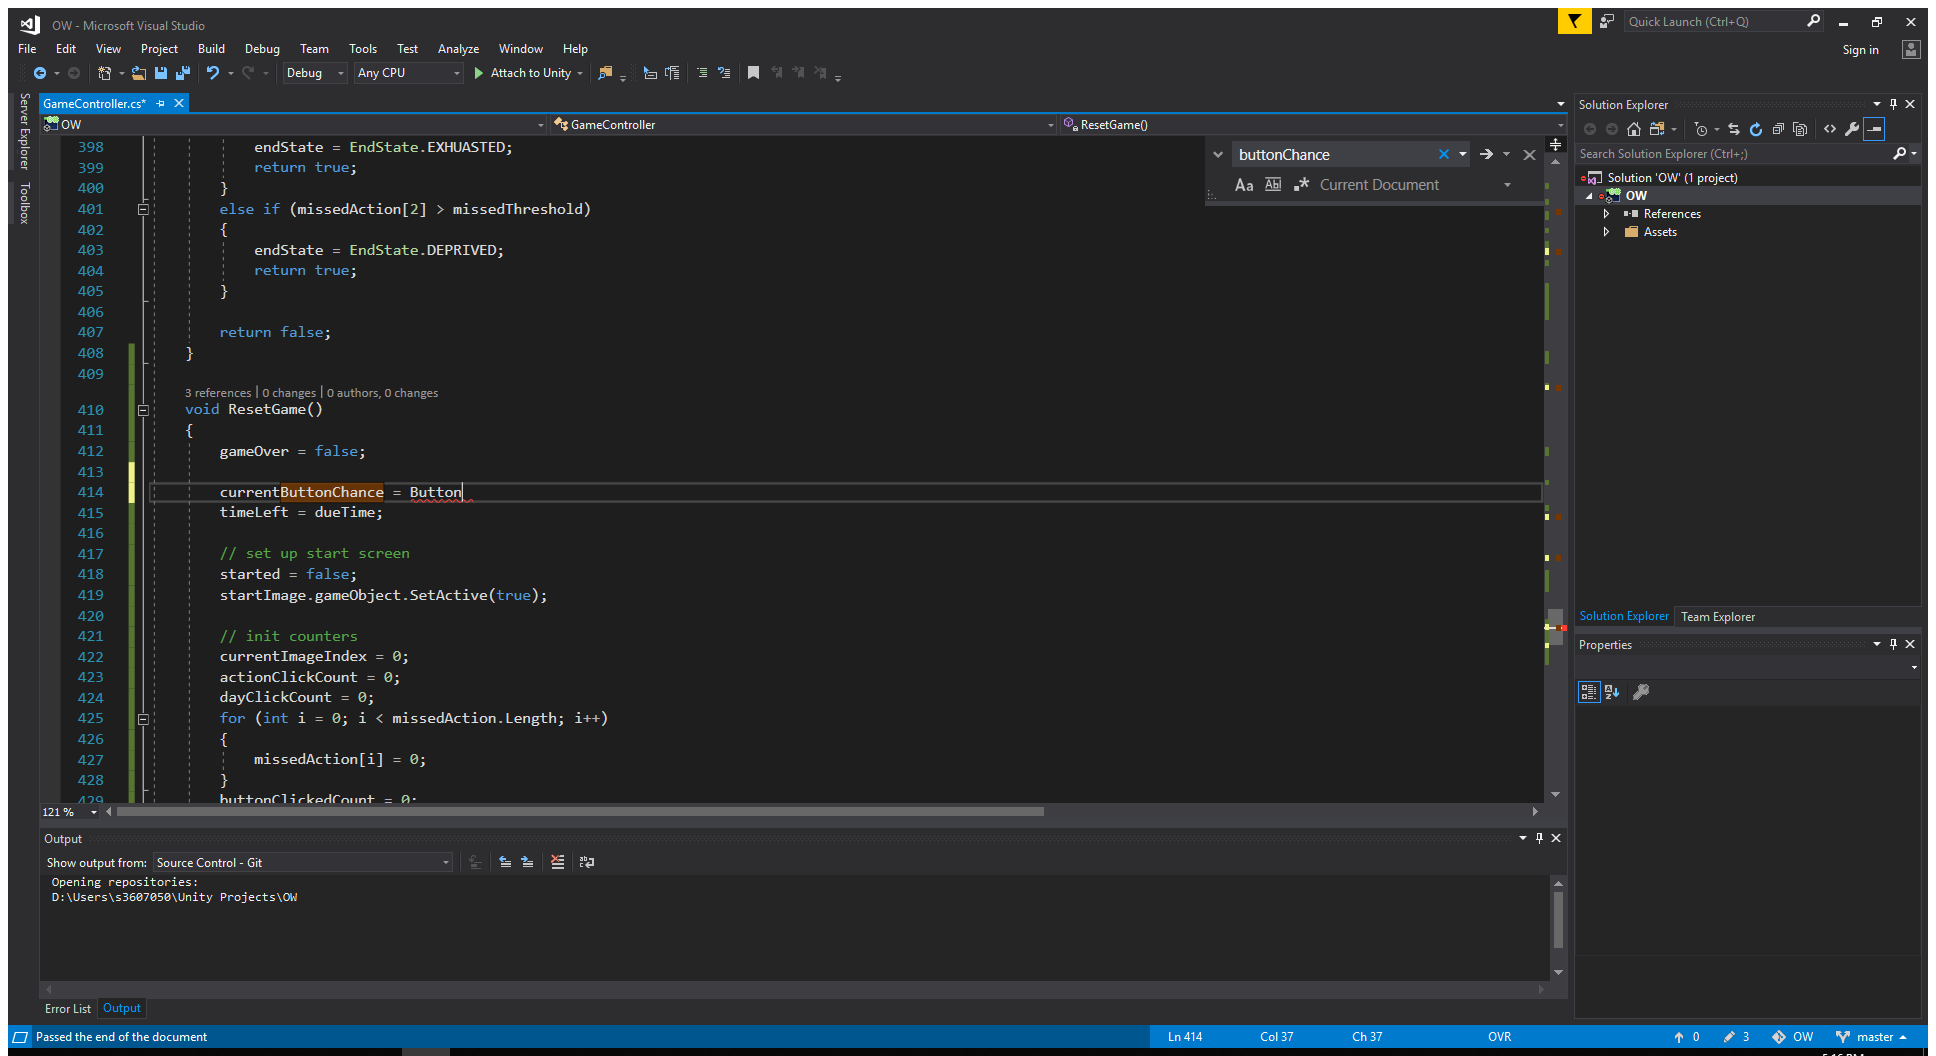 OW - Microsoft Visual Studio
Quick Launch (Ctrl+Q)
File Edit View Project Build Debug Team Tools Test Analyze Window Help
Sign in
Debug Any CPU Attach to Unity
Server Explorer
Toolbox
GameController.cs*
OW GameController ResetGame()
buttonChance
Aa Ab| .* Current Document
398 endState = EndState.EXHUASTED;
399 return true;
400 }
401 else if (missedAction[2] > missedThreshold)
402 {
403 endState = EndState.DEPRIVED;
404 return true;
405 }
406
407 return false;
408 }
409
3 references | 0 changes | 0 authors, 0 changes
410 void ResetGame()
411 {
412 gameOver = false;
413
414 currentButtonChance = Button
415 timeLeft = dueTime;
416
417 // set up start screen
418 started = false;
419 startImage.gameObject.SetActive(true);
420
421 // init counters
422 currentImageIndex = 0;
423 actionClickCount = 0;
424 dayClickCount = 0;
425 for (int i = 0; i < missedAction.Length; i++)
426 {
427 missedAction[i] = 0;
428 }
429 buttonClickedCount = 0;
121 %
Output
Show output from: Source Control - Git
Opening repositories:
D:\Users\s3607050\Unity Projects\OW
Error List Output
Solution Explorer
Search Solution Explorer (Ctrl+;)
Solution 'OW' (1 project)
OW
References
Assets
Solution Explorer Team Explorer
Properties
Passed the end of the document Ln 414 Col 37 Ch 37 OVR 0 3 OW master